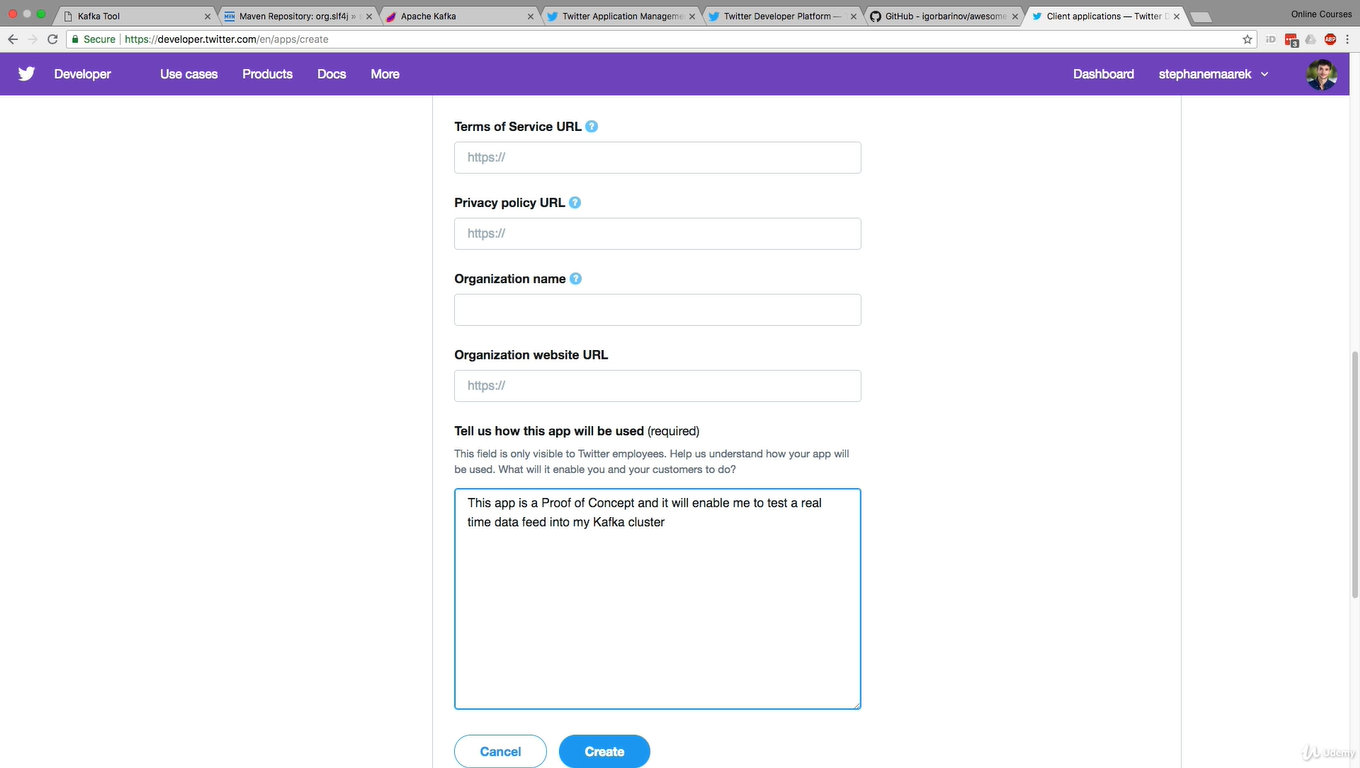 Kafka Tool
Maven Repository: org.slf4j »
Apache Kafka
Twitter Application Manageme
Twitter Developer Platform —
GitHub - igorbarinov/awesome
Client applications — Twitter D
Online Courses
Secure
https://developer.twitter.com/en/apps/create
iD
3
ABP
Developer
Use cases
Products
Docs
More
Dashboard
stephanemaarek
Terms of Service URL ?
https://
Privacy policy URL ?
https://
Organization name ?
Organization website URL
https://
Tell us how this app will be used (required)
This field is only visible to Twitter employees. Help us understand how your app will
be used. What will it enable you and your customers to do?
This app is a Proof of Concept and it will enable me to test a real
time data feed into my Kafka cluster
Cancel
Create
Udemy